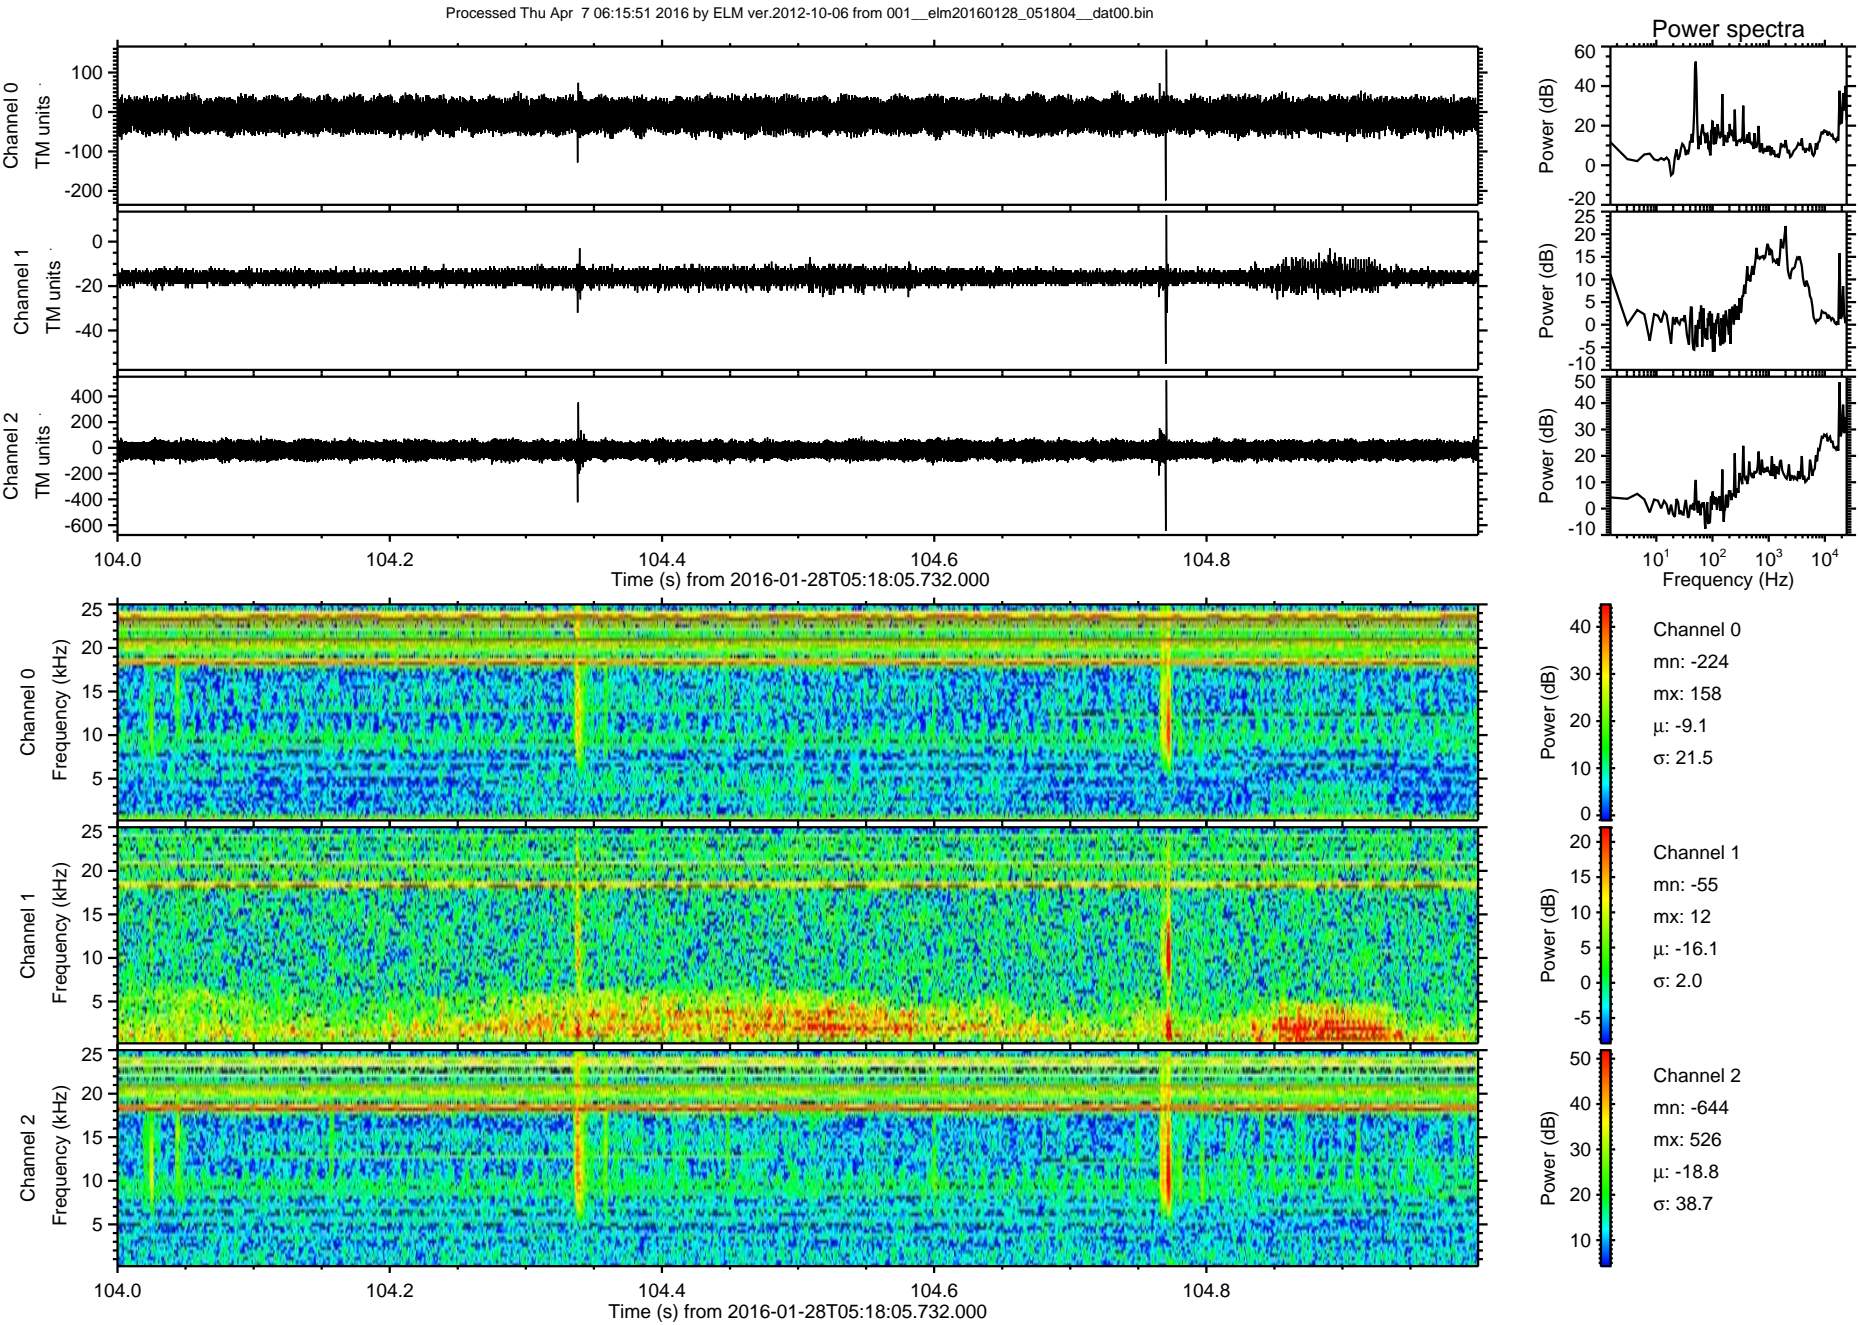 Processed Thu Apr  7 06:15:51 2016 by ELM ver.2012-10-06 from 001__elm20160128_051804__dat00.bin
Power spectra
Channel 0
TM units
100
0
-100
-200
Power (dB)
60
40
20
0
-20
Channel 1
TM units
0
-20
-40
Power (dB)
25
20
15
10
5
0
-5
-10
Channel 2
TM units
400
200
0
-200
-400
-600
Power (dB)
50
40
30
20
10
0
-10
104.0 104.2 104.4 104.6 104.8
Time (s) from 2016-01-28T05:18:05.732.000
10^1 10^2 10^3 10^4
Frequency (Hz)
Channel 0
Frequency (kHz)
25
20
15
10
5
Power (dB)
40
30
20
10
0
Channel 0
mn: -224
mx: 158
μ: -9.1
σ: 21.5
Channel 1
Frequency (kHz)
25
20
15
10
5
Power (dB)
20
15
10
5
0
-5
Channel 1
mn: -55
mx: 12
μ: -16.1
σ: 2.0
Channel 2
Frequency (kHz)
25
20
15
10
5
Power (dB)
50
40
30
20
10
Channel 2
mn: -644
mx: 526
μ: -18.8
σ: 38.7
104.0 104.2 104.4 104.6 104.8
Time (s) from 2016-01-28T05:18:05.732.000